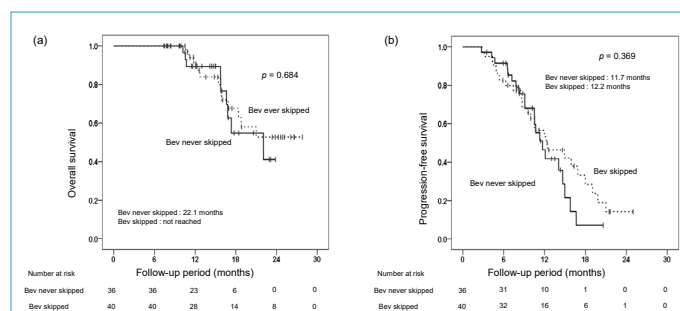 (a)
1.0
0.8
0.6
0.4
0.2
0.0
Overall survival
p = 0.684
Bev ever skipped
Bev never skipped
Bev never skipped : 22.1 months
Bev skipped : not reached
0 6 12 18 24 30
Follow-up period (months)
Number at risk
Bev never skipped 36 36 23 6 0 0
Bev skipped 40 40 28 14 8 0
(b)
1.0
0.8
0.6
0.4
0.2
0.0
Progression-free survival
p = 0.369
Bev never skipped : 11.7 months
Bev skipped : 12.2 months
Bev skipped
Bev never skipped
0 6 12 18 24 30
Follow-up period (months)
Number at risk
Bev never skipped 36 31 10 1 0 0
Bev skipped 40 32 16 6 1 0